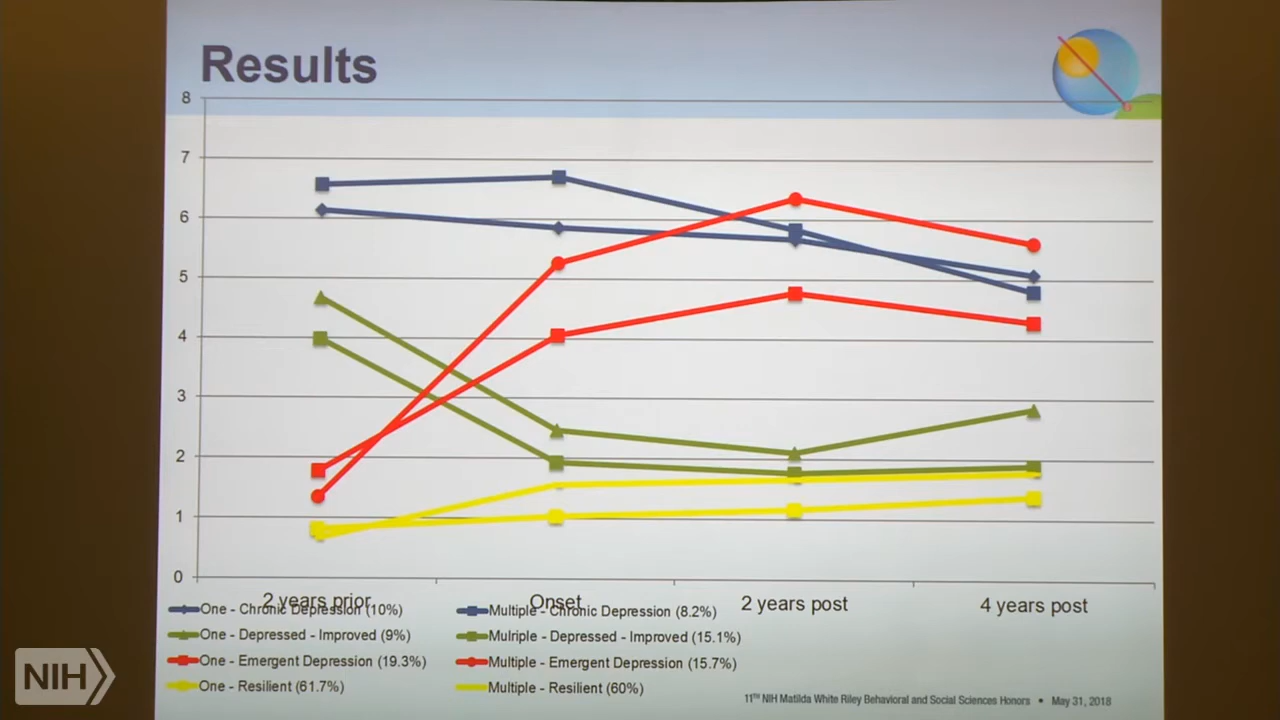 Results
8
7
6
5
4
3
2
1
0
2 years prior
Onset
2 years post
4 years post
One - Chronic Depression (10%)
Multiple - Chronic Depression (8.2%)
One - Depressed - Improved (9%)
Mulriple - Depressed - Improved (15.1%)
One - Emergent Depression (19.3%)
Multiple - Emergent Depression (15.7%)
One - Resilient (61.7%)
Multiple - Resilient (60%)
NIH
11TH NIH Matilda White Riley Behavioral and Social Sciences Honors • May 31, 2018